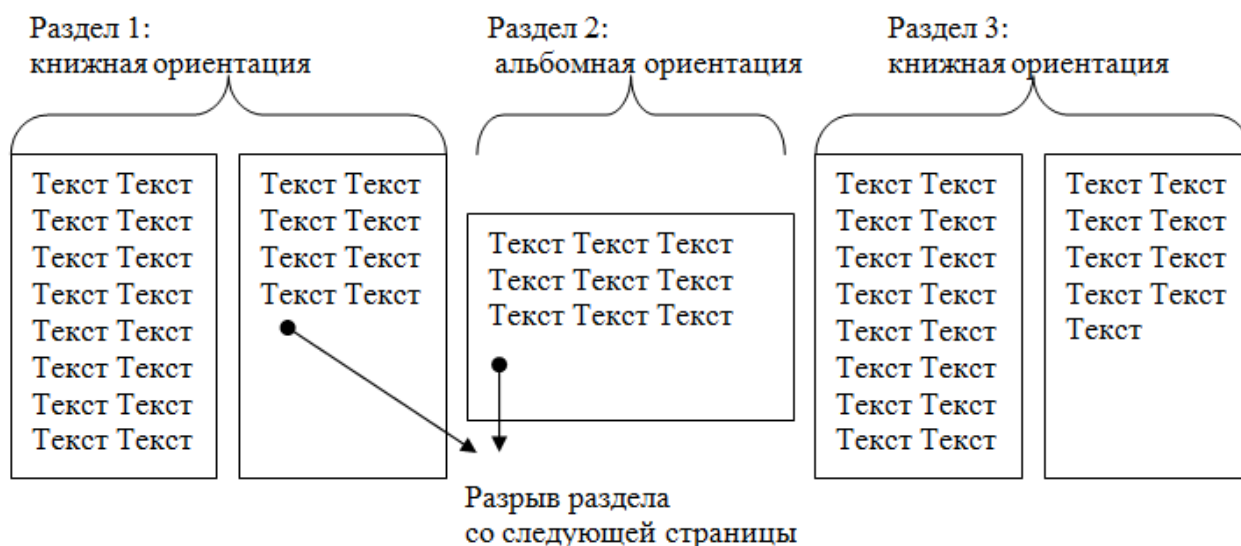 Раздел 1:
книжная ориентация
Раздел 2:
альбомная ориентация
Раздел 3:
книжная ориентация
Текст Текст
Текст Текст
Текст Текст
Текст Текст
Текст Текст
Текст Текст
Текст Текст
Текст Текст
Текст Текст
Текст Текст
Текст Текст
Текст Текст
Текст Текст Текст
Текст Текст Текст
Текст Текст Текст
Текст Текст
Текст Текст
Текст Текст
Текст Текст
Текст Текст
Текст Текст
Текст Текст
Текст Текст
Текст Текст
Текст Текст
Текст Текст
Текст Текст
Текст
Разрыв раздела
со следующей страницы